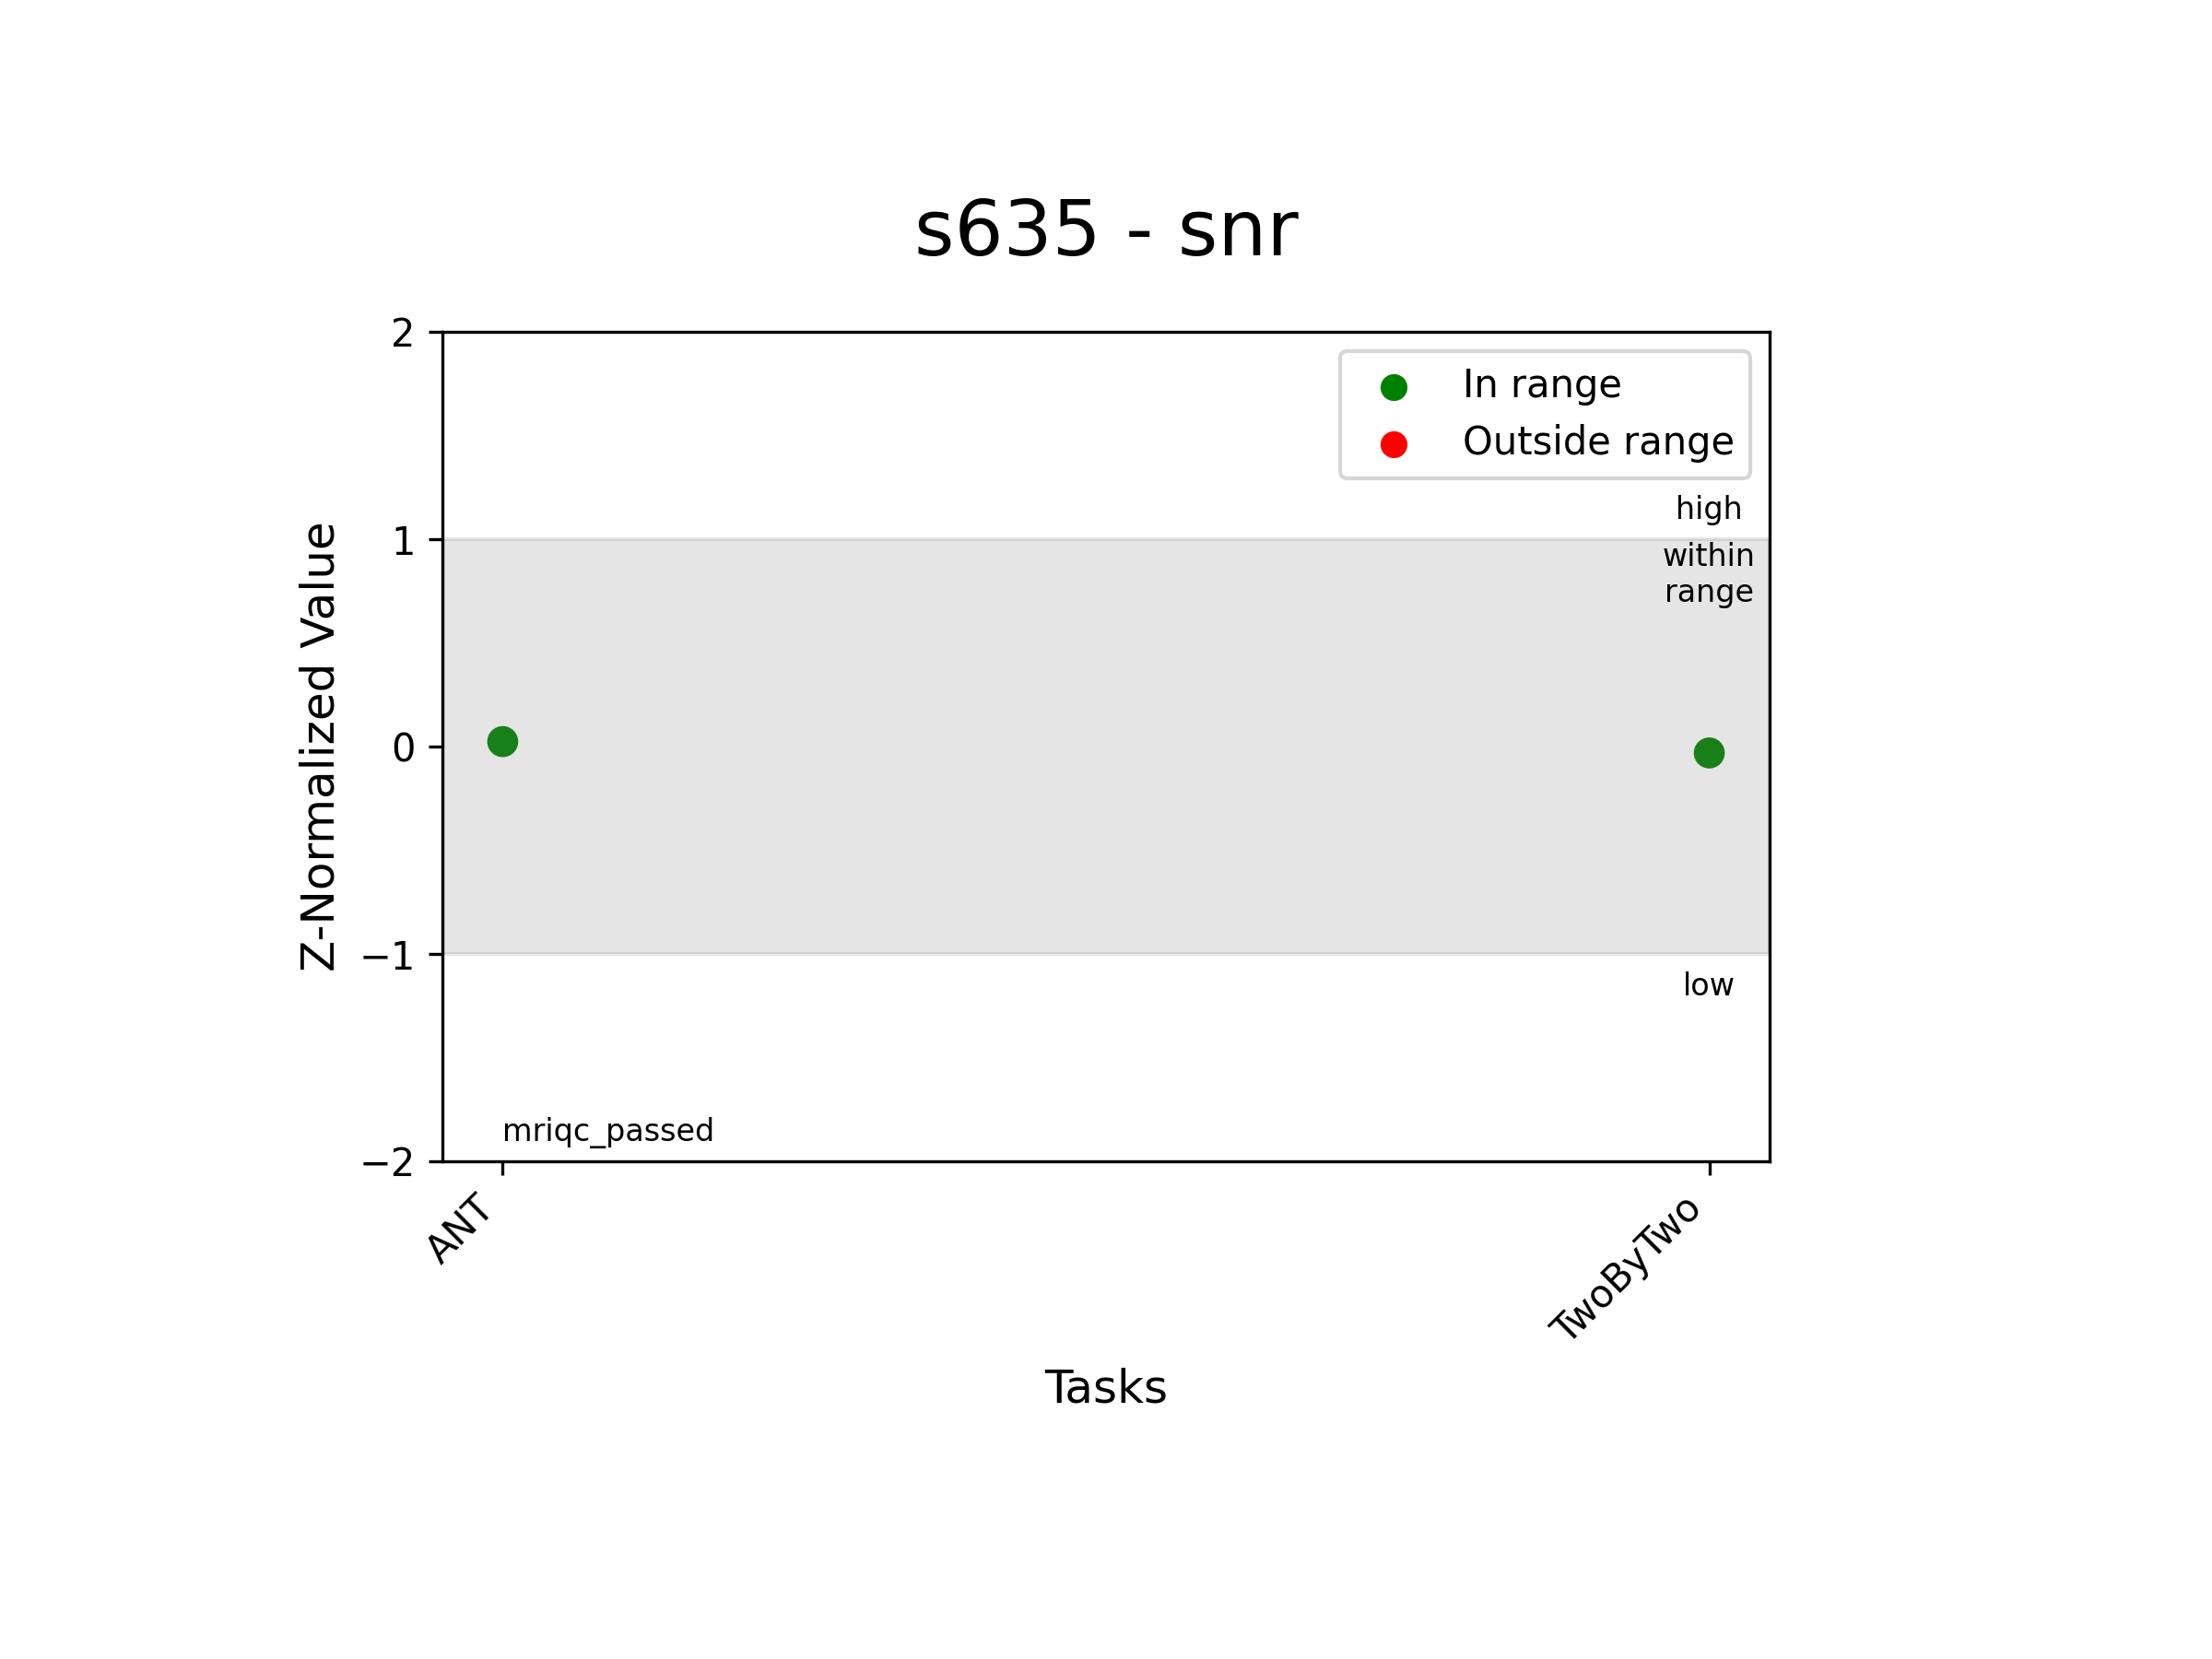 s635 - snr
2
In range
Outside range
high
1
within
range
Z-Normalized Value
0
−1
low
mriqc_passed
−2
ANT
TwoByTwo
Tasks